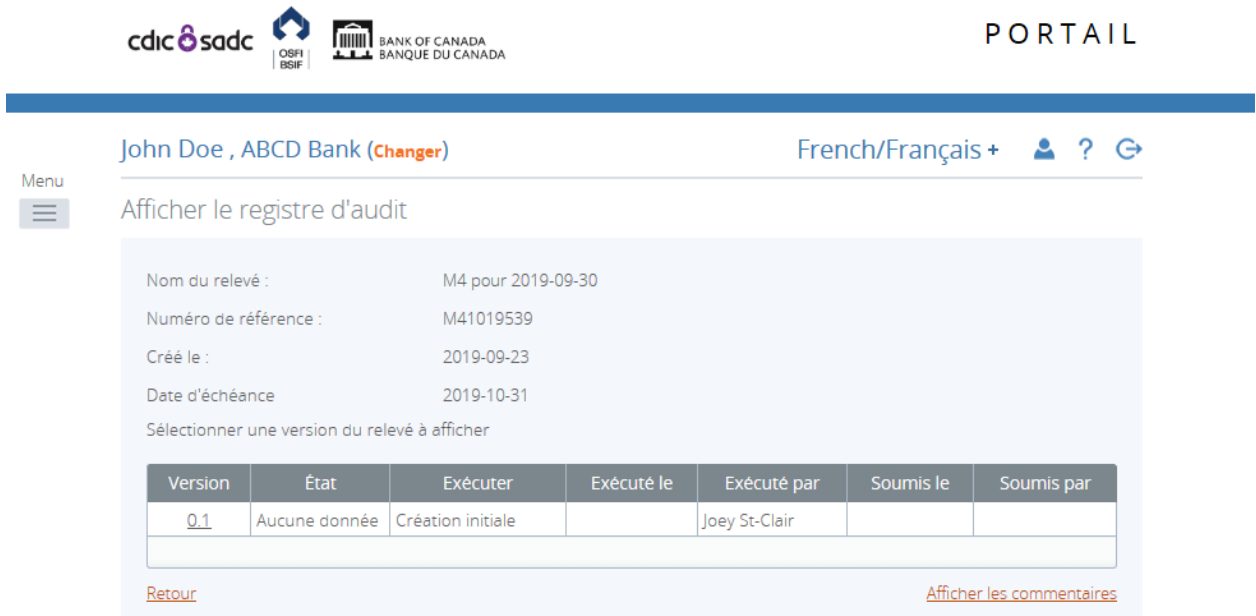 cdic sadc OSFI BSIF BANK OF CANADA BANQUE DU CANADA PORTAIL
John Doe , ABCD Bank (Changer) French/Français + ?
Menu
Afficher le registre d'audit
Nom du relevé : M4 pour 2019-09-30
Numéro de référence : M41019539
Créé le : 2019-09-23
Date d'échéance 2019-10-31
Sélectionner une version du relevé à afficher
Version État Exécuter Exécuté le Exécuté par Soumis le Soumis par
0.1 Aucune donnée Création initiale Joey St-Clair
Retour Afficher les commentaires